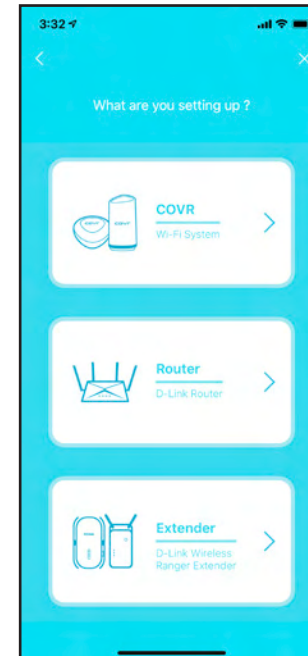 3:32
What are you setting up ?
COVR
Wi-Fi System
Router
D-Link Router
Extender
D-Link Wireless
Ranger Extender